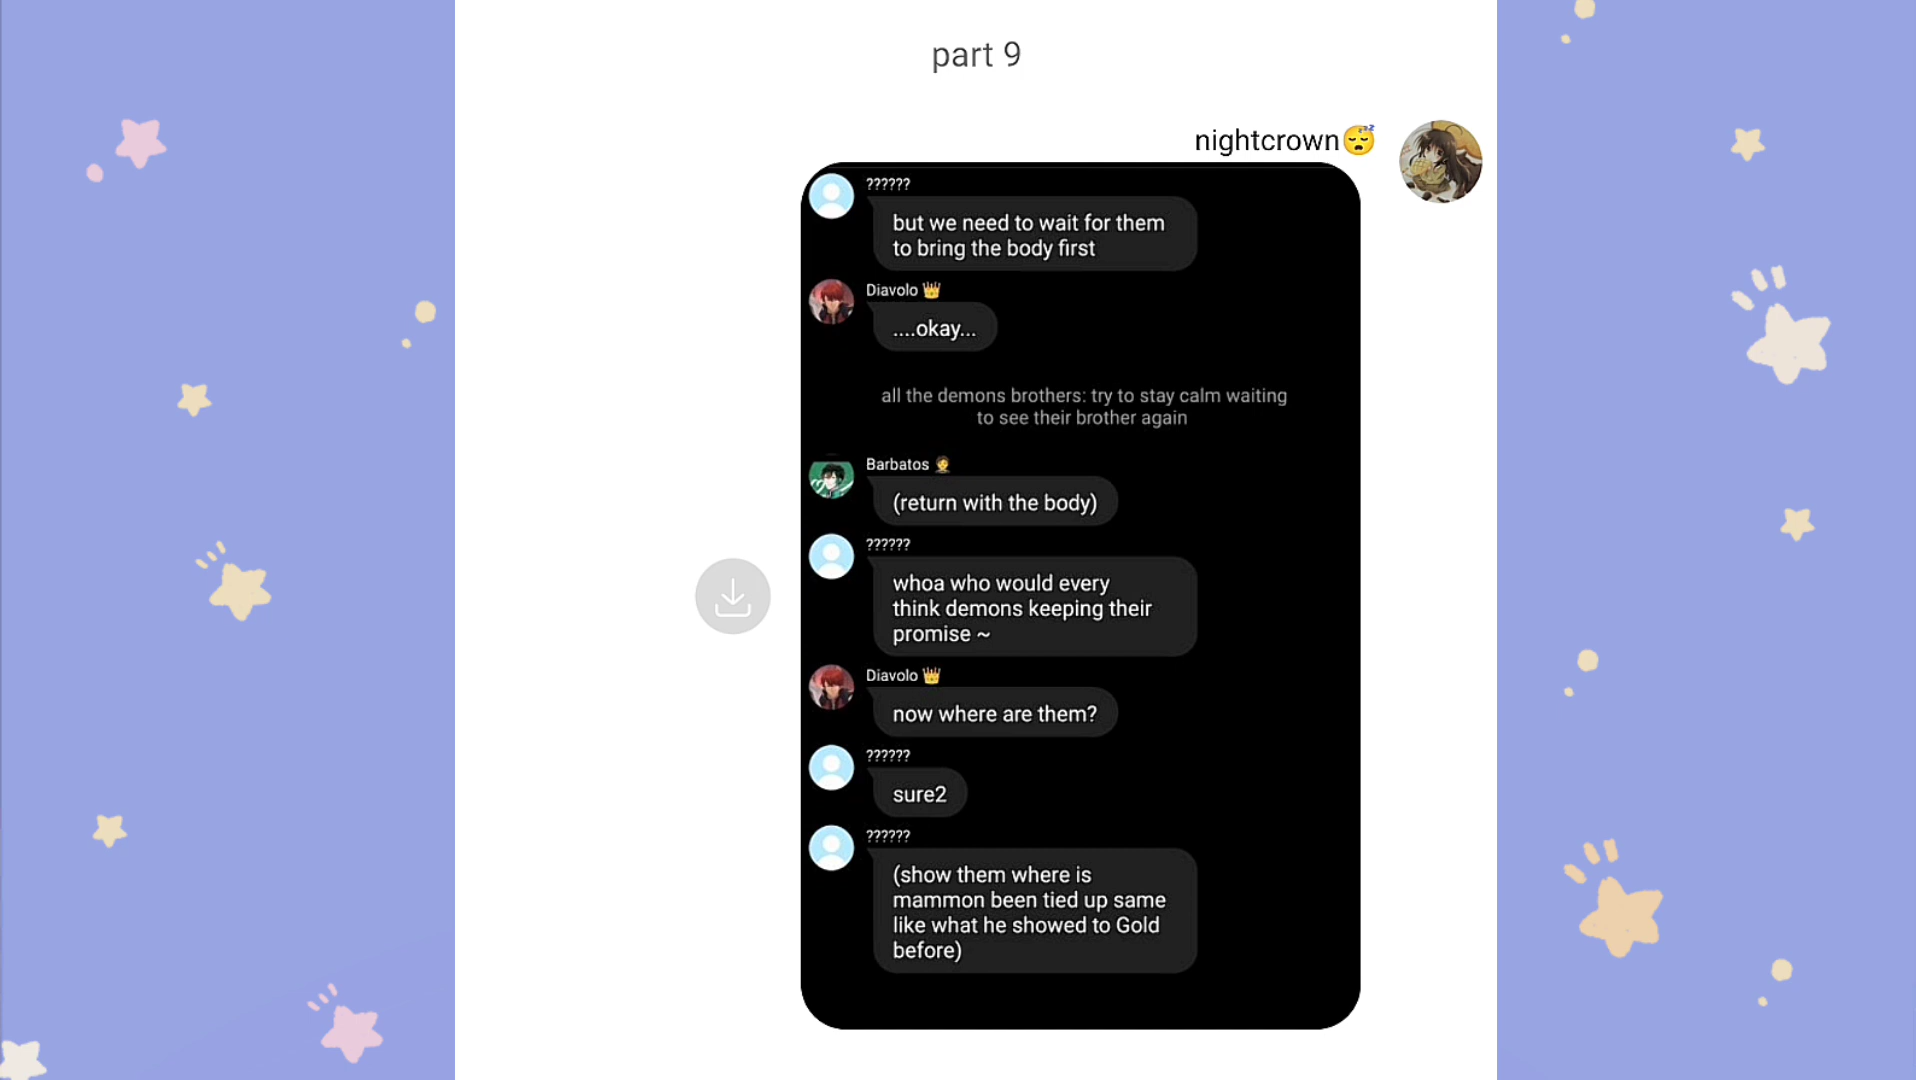 part 9
nightcrown😴
??????
but we need to wait for them
to bring the body first
Diavolo 👑
....okay...
all the demons brothers: try to stay calm waiting
to see their brother again
Barbatos 🤵
(return with the body)
??????
whoa who would every
think demons keeping their
promise ~
Diavolo 👑
now where are them?
??????
sure2
??????
(show them where is
mammon been tied up same
like what he showed to Gold
before)